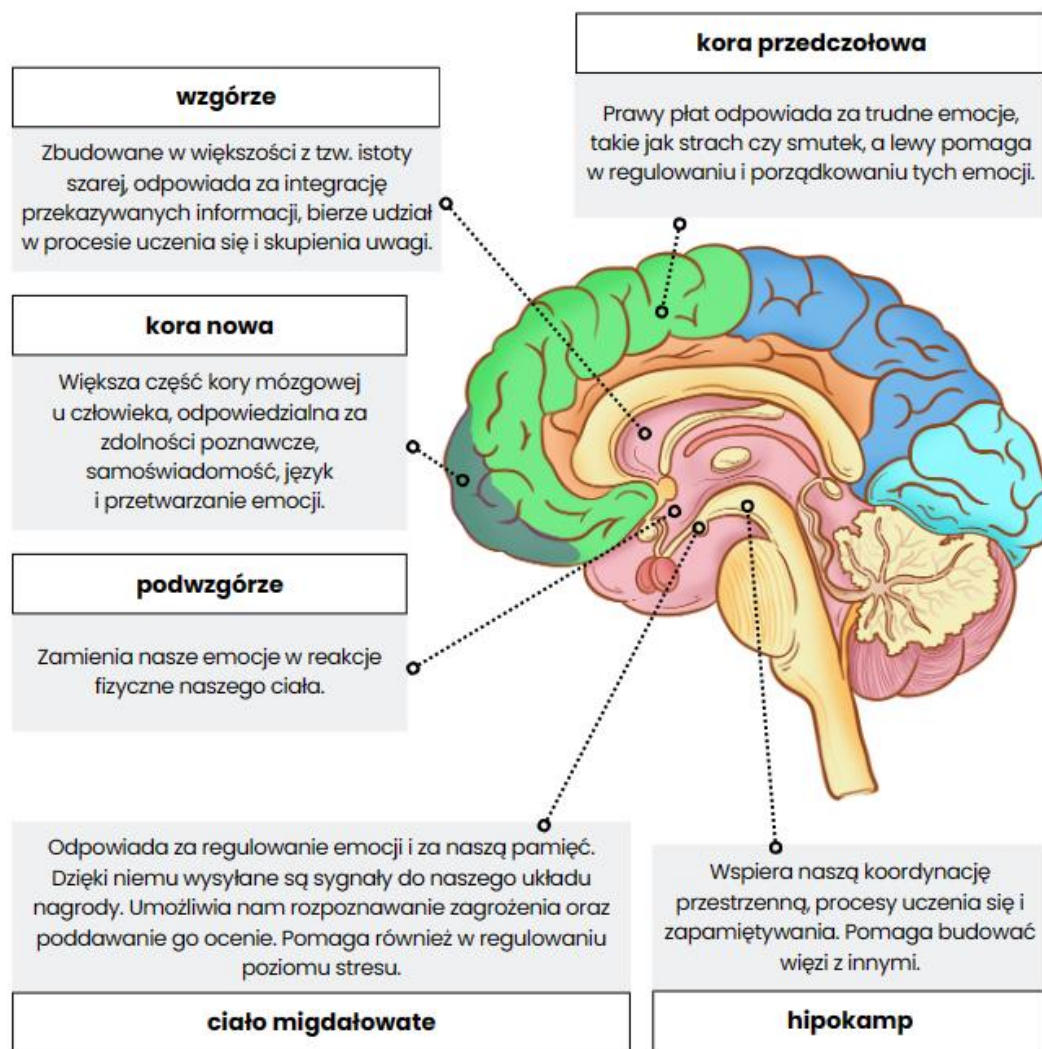 kora przedczołowa
Prawy płat odpowiada za trudne emocje,
takie jak strach czy smutek, a lewy pomaga
w regulowaniu i porządkowaniu tych emocji.
wzgórze
Zbudowane w większości z tzw. istoty
szarej, odpowiada za integrację
przekazywanych informacji, bierze udział
w procesie uczenia się i skupienia uwagi.
kora nowa
Większa część kory mózgowej
u człowieka, odpowiedzialna za
zdolności poznawcze,
samoświadomość, język
i przetwarzanie emocji.
podwzgórze
Zamienia nasze emocje w reakcje
fizyczne naszego ciała.
Odpowiada za regulowanie emocji i za naszą pamięć.
Dzięki niemu wysyłane są sygnały do naszego układu
nagrody. Umożliwia nam rozpoznawanie zagrożenia oraz
poddawanie go ocenie. Pomaga również w regulowaniu
poziomu stresu.
ciało migdałowate
Wspiera naszą koordynację
przestrzenną, procesy uczenia się i
zapamiętywania. Pomaga budować
więzi z innymi.
hipokamp